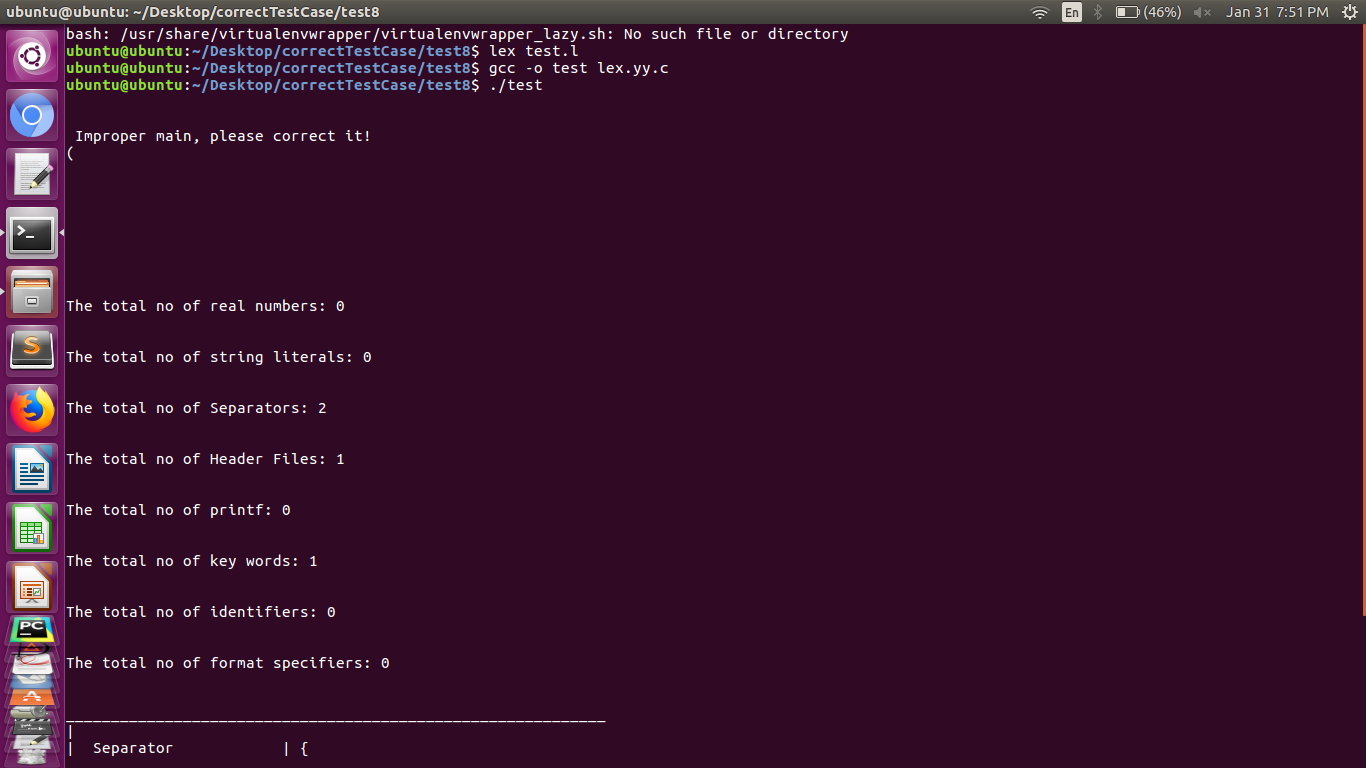 ubuntu@ubuntu: ~/Desktop/correctTestCase/test8
En (46%) Jan 31 7:51 PM
bash: /usr/share/virtualenvwrapper/virtualenvwrapper_lazy.sh: No such file or directory
ubuntu@ubuntu:~/Desktop/correctTestCase/test8$ lex test.l
ubuntu@ubuntu:~/Desktop/correctTestCase/test8$ gcc -o test lex.yy.c
ubuntu@ubuntu:~/Desktop/correctTestCase/test8$ ./test
Improper main, please correct it!
(
The total no of real numbers: 0
The total no of string literals: 0
The total no of Separators: 2
The total no of Header Files: 1
The total no of printf: 0
The total no of key words: 1
The total no of identifiers: 0
The total no of format specifiers: 0
____________________________________________________________
|
| Separator | {
S
PC